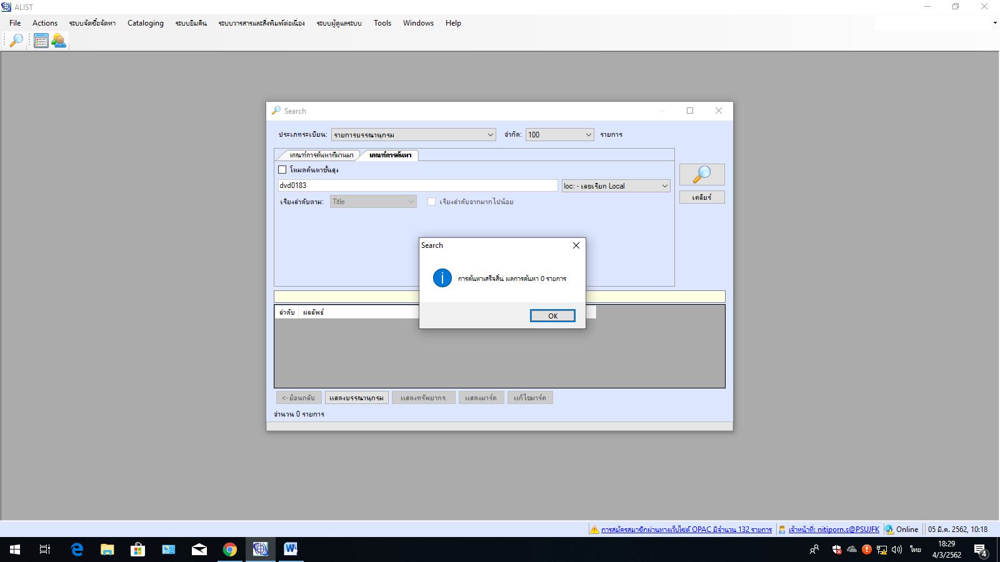 ALIST
File Actions ระบบจัดซื้อจัดหา Cataloging ระบบยืมคืน ระบบวารสารและสิ่งพิมพ์ต่อเนื่อง ระบบผู้ดูแลระบบ Tools Windows Help
Search
ประเภทระเบียน: รายการบรรณานุกรม จำกัด: 100 รายการ
เกณฑ์การค้นหาที่ผ่านมา เกณฑ์การค้นหา
โหมดค้นหาขั้นสูง
dvd0183 loc: - เลขเรียก Local
เคลียร์
เรียงลำดับตาม: Title เรียงลำดับจากมากไปน้อย
Search
การค้นหาเสร็จสิ้น ผลการค้นหา 0 รายการ
OK
ลำดับ ผลลัพธ์
<- ย้อนกลับ แสดงบรรณานุกรม แสดงทรัพยากร แสดงมาร์ค แก้ไขมาร์ค
จำนวน 0 รายการ
การสมัครสมาชิกผ่านทางเว็บไซต์ OPAC มีจำนวน 132 รายการ เจ้าหน้าที่: nitiporn.s@PSUJFK Online 05 มี.ค. 2562, 10:18
ไทย 18:29
4/3/2562 4